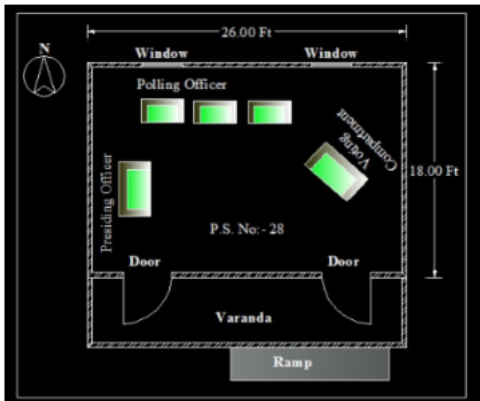 26.00 Ft
N
Window
Window
Polling Officer
Voting
Compartment
18.00 Ft
Presiding Officer
P.S. No:- 28
Door
Door
Varanda
Ramp